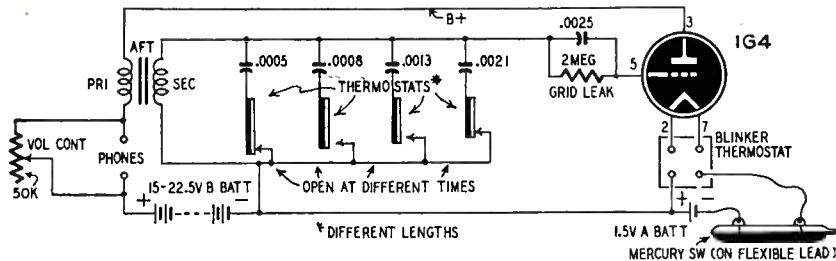 B+
3
1G4
AFT
PRI
SEC
.0005
.0008
.0013
.0021
.0025
2MEG
GRID LEAK
5
THERMOSTATS*
2
7
BLINKER
THERMOSTAT
VOL CONT
50K
PHONES
15-22.5V B BATT
+
-
OPEN AT DIFFERENT TIMES
*DIFFERENT LENGTHS
+
-
1.5V A BATT
MERCURY SW (ON FLEXIBLE LEAD)